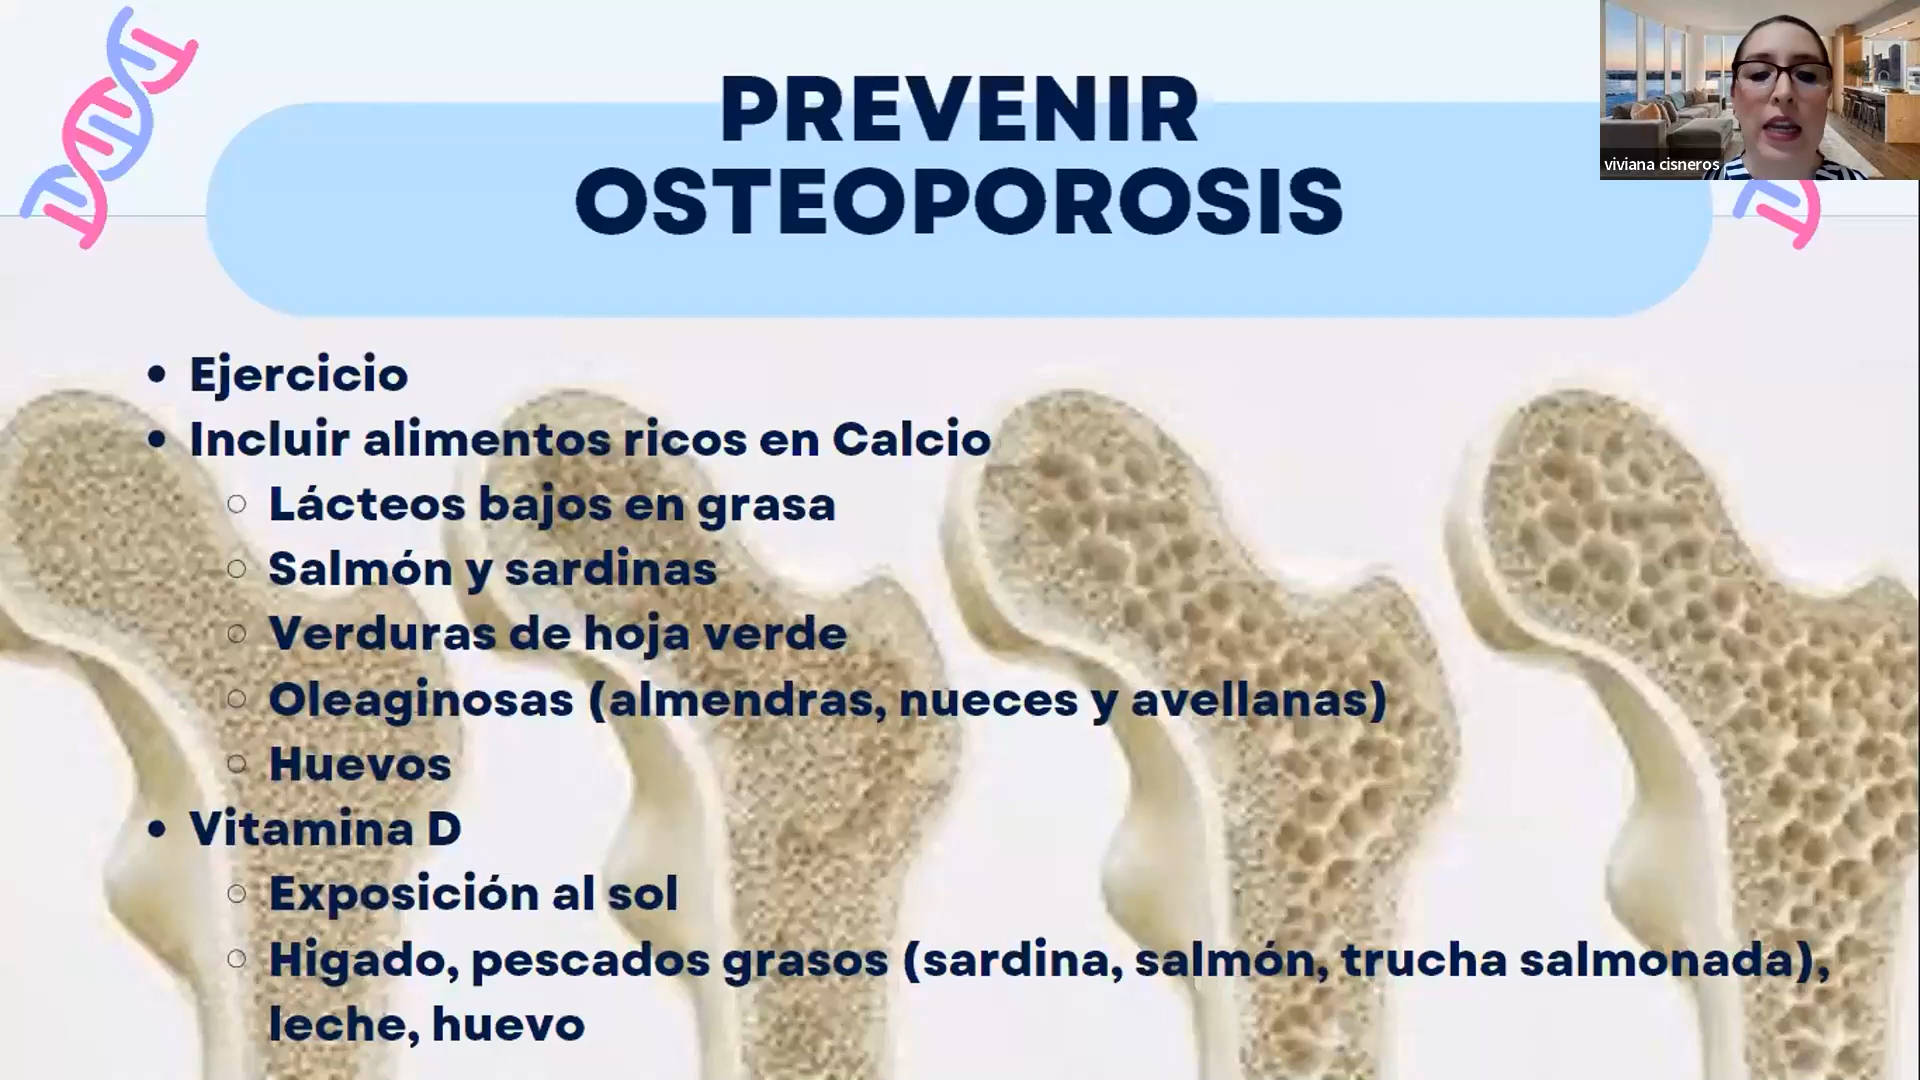 PREVENIR
OSTEOPOROSIS
viviana cisneros
• Ejercicio
• Incluir alimentos ricos en Calcio
○ Lácteos bajos en grasa
○ Salmón y sardinas
○ Verduras de hoja verde
○ Oleaginosas (almendras, nueces y avellanas)
○ Huevos
• Vitamina D
○ Exposición al sol
○ Higado, pescados grasos (sardina, salmón, trucha salmonada),
leche, huevo